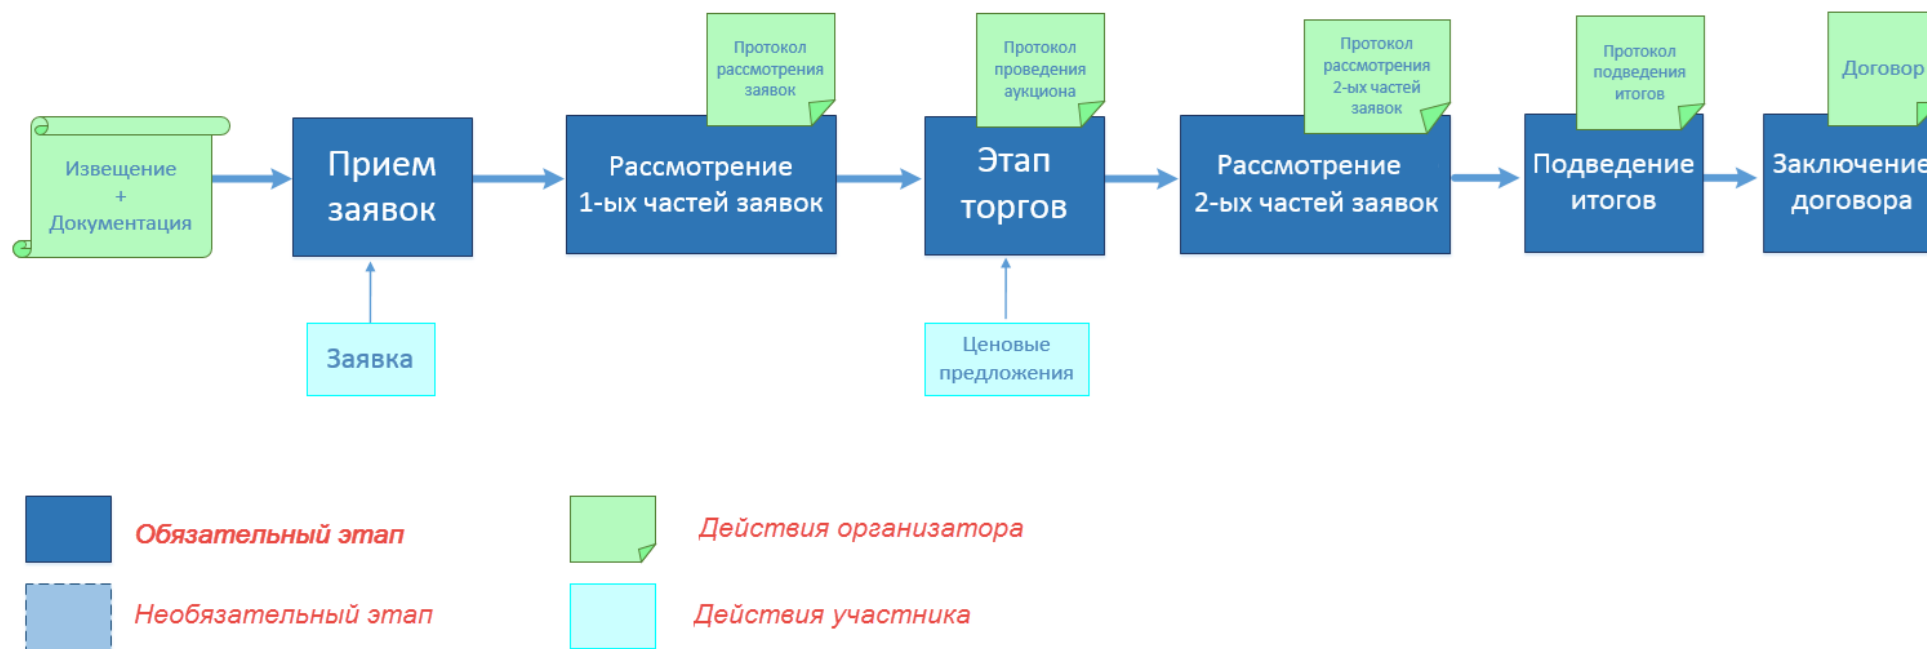 Извещение
+
Документация
Прием
заявок
Заявка
Протокол
рассмотрения
заявок
Рассмотрение
1-ых частей заявок
Протокол
проведения
аукциона
Этап
торгов
Ценовые
предложения
Протокол
рассмотрения
2-ых частей
заявок
Рассмотрение
2-ых частей заявок
Протокол
подведения
итогов
Подведение
итогов
Договор
Заключение
договора
Обязательный этап
Действия организатора
Необязательный этап
Действия участника